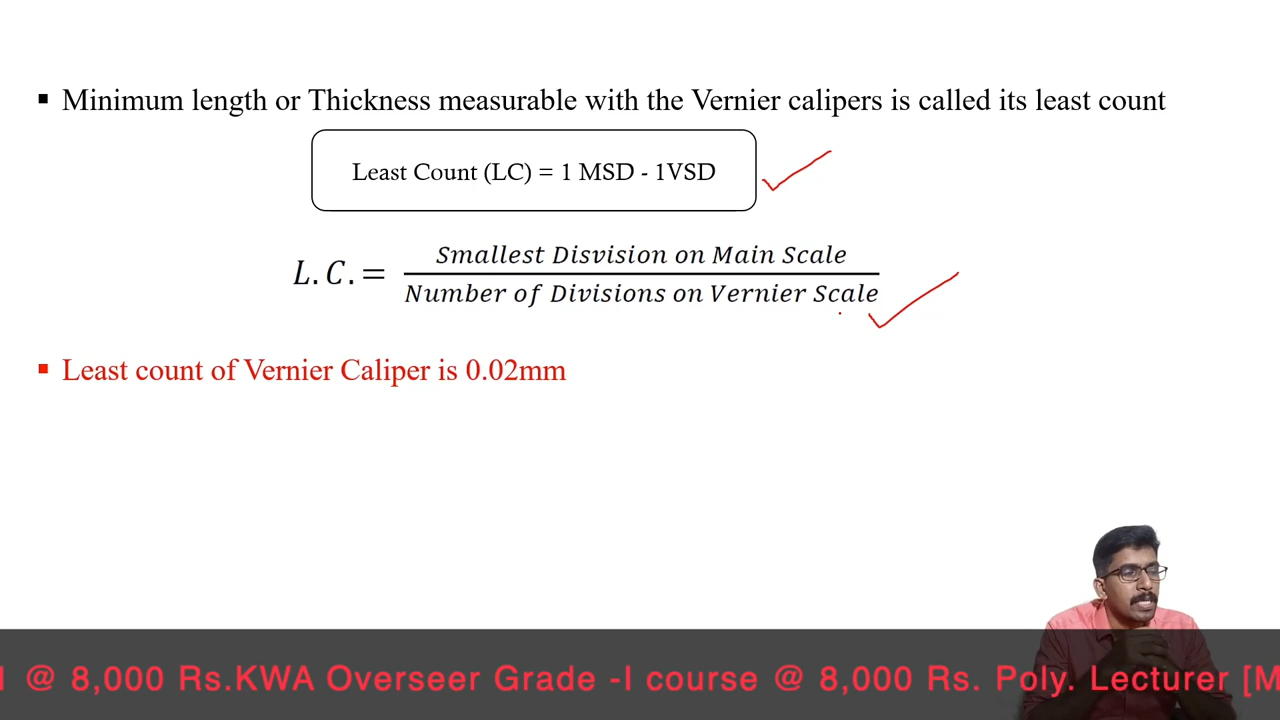 ▪ Minimum length or Thickness measurable with the Vernier calipers is called its least count
Least Count (LC) = 1 MSD - 1VSD
L.C.= Smallest Disvision on Main Scale / Number of Divisions on Vernier Scale
▪ Least count of Vernier Caliper is 0.02mm
@ 8,000 Rs.KWA Overseer Grade -I course @ 8,000 Rs. Poly. Lecturer [M